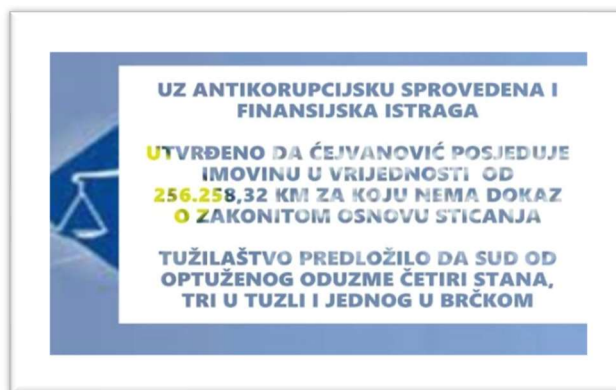 UZ ANTIKORUPCIJSKU SPROVEDENA I
FINANSIJSKA ISTRAGA
UTVRĐENO DA ĆEJVANOVIĆ POSJEDUJE
IMOVINU U VRIJEDNOSTI OD
256.258,32 KM ZA KOJU NEMA DOKAZ
O ZAKONITOM OSNOVU STICANJA
TUŽILAŠTVO PREDLOŽILO DA SUD OD
OPTUŽENOG ODUZME ČETIRI STANA,
TRI U TUZLI I JEDNOG U BRČKOM